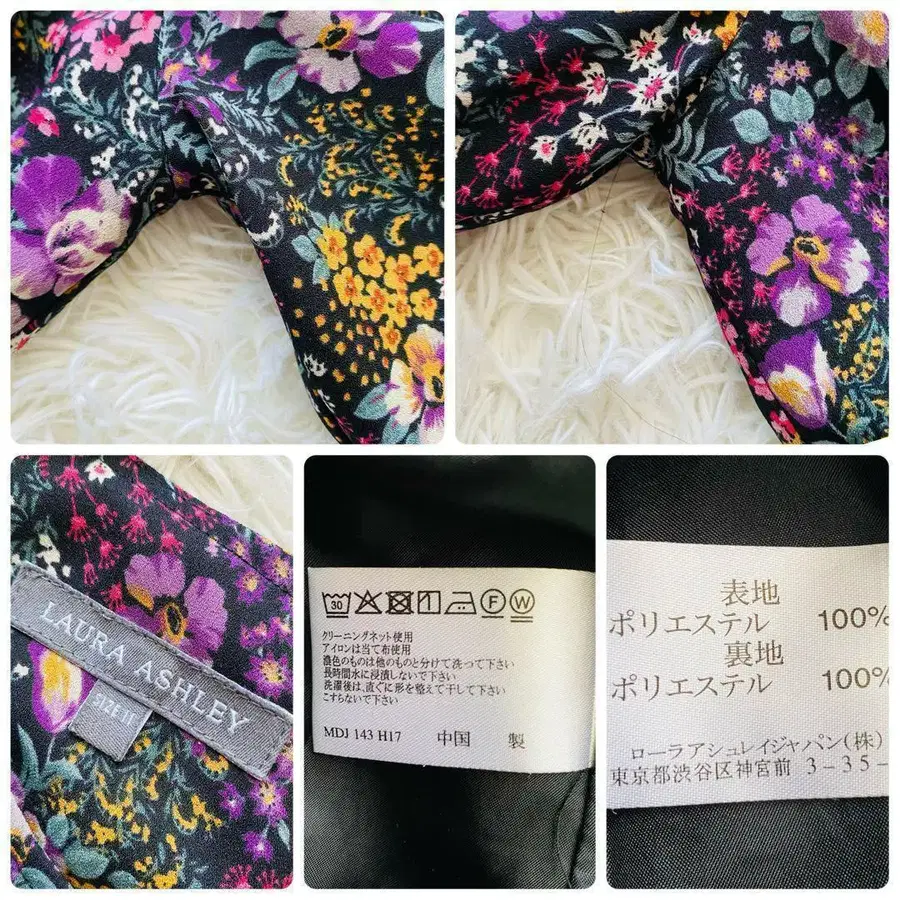 LAURA ASHLEY
SIZE 11
30
F W
クリーニングネット使用
アイロンは当て布使用
濃色のものは他のものと分けて洗って下さい
長時間水に浸漬しないで下さい
洗濯後は、直ぐに形を整えて干して下さい
こすらないで下さい
MDJ 143 H17 中国 製
表地
ポリエステル 100%
裏地
ポリエステル 100%
ローラアシュレイジャパン(株)
東京都渋谷区神宮前 3-35-